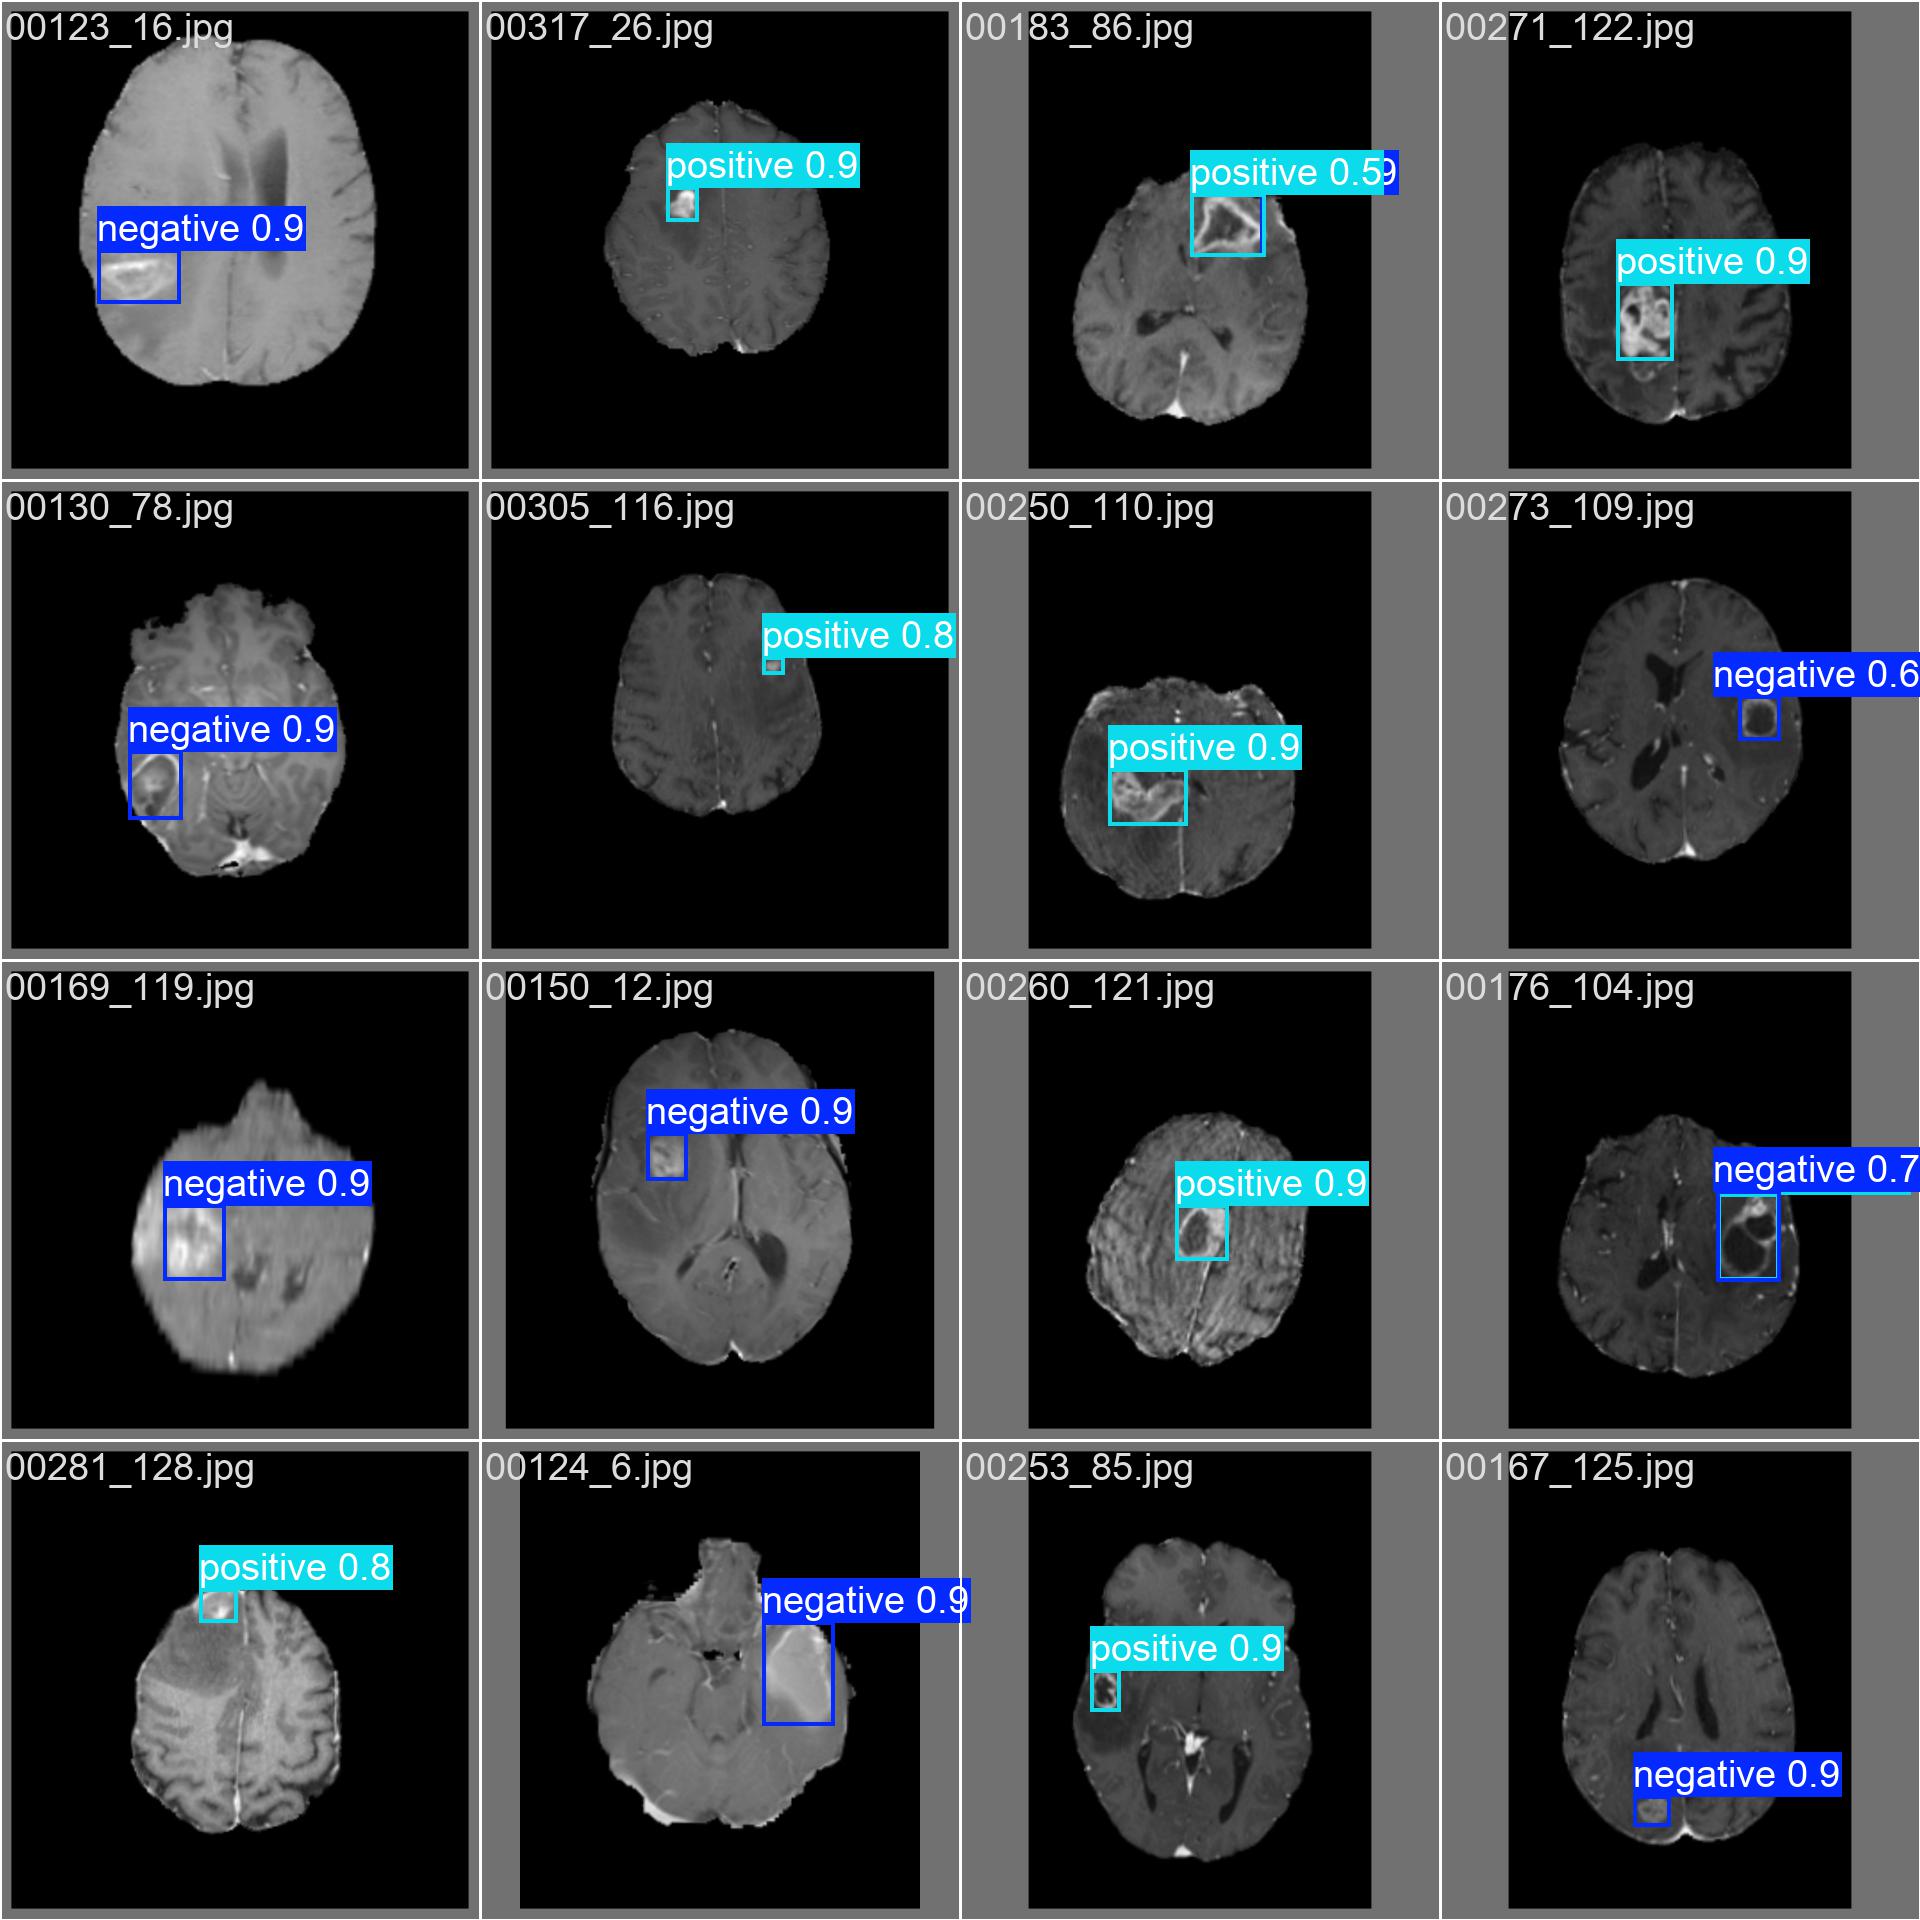 00123_16.jpg
negative 0.9
00317_26.jpg
positive 0.9
00183_86.jpg
positive 0.5
9
00271_122.jpg
positive 0.9
00130_78.jpg
negative 0.9
00305_116.jpg
positive 0.8
00250_110.jpg
positive 0.9
00273_109.jpg
negative 0.6
00169_119.jpg
negative 0.9
00150_12.jpg
negative 0.9
00260_121.jpg
positive 0.9
00176_104.jpg
negative 0.7
00281_128.jpg
positive 0.8
00124_6.jpg
negative 0.9
00253_85.jpg
positive 0.9
00167_125.jpg
negative 0.9